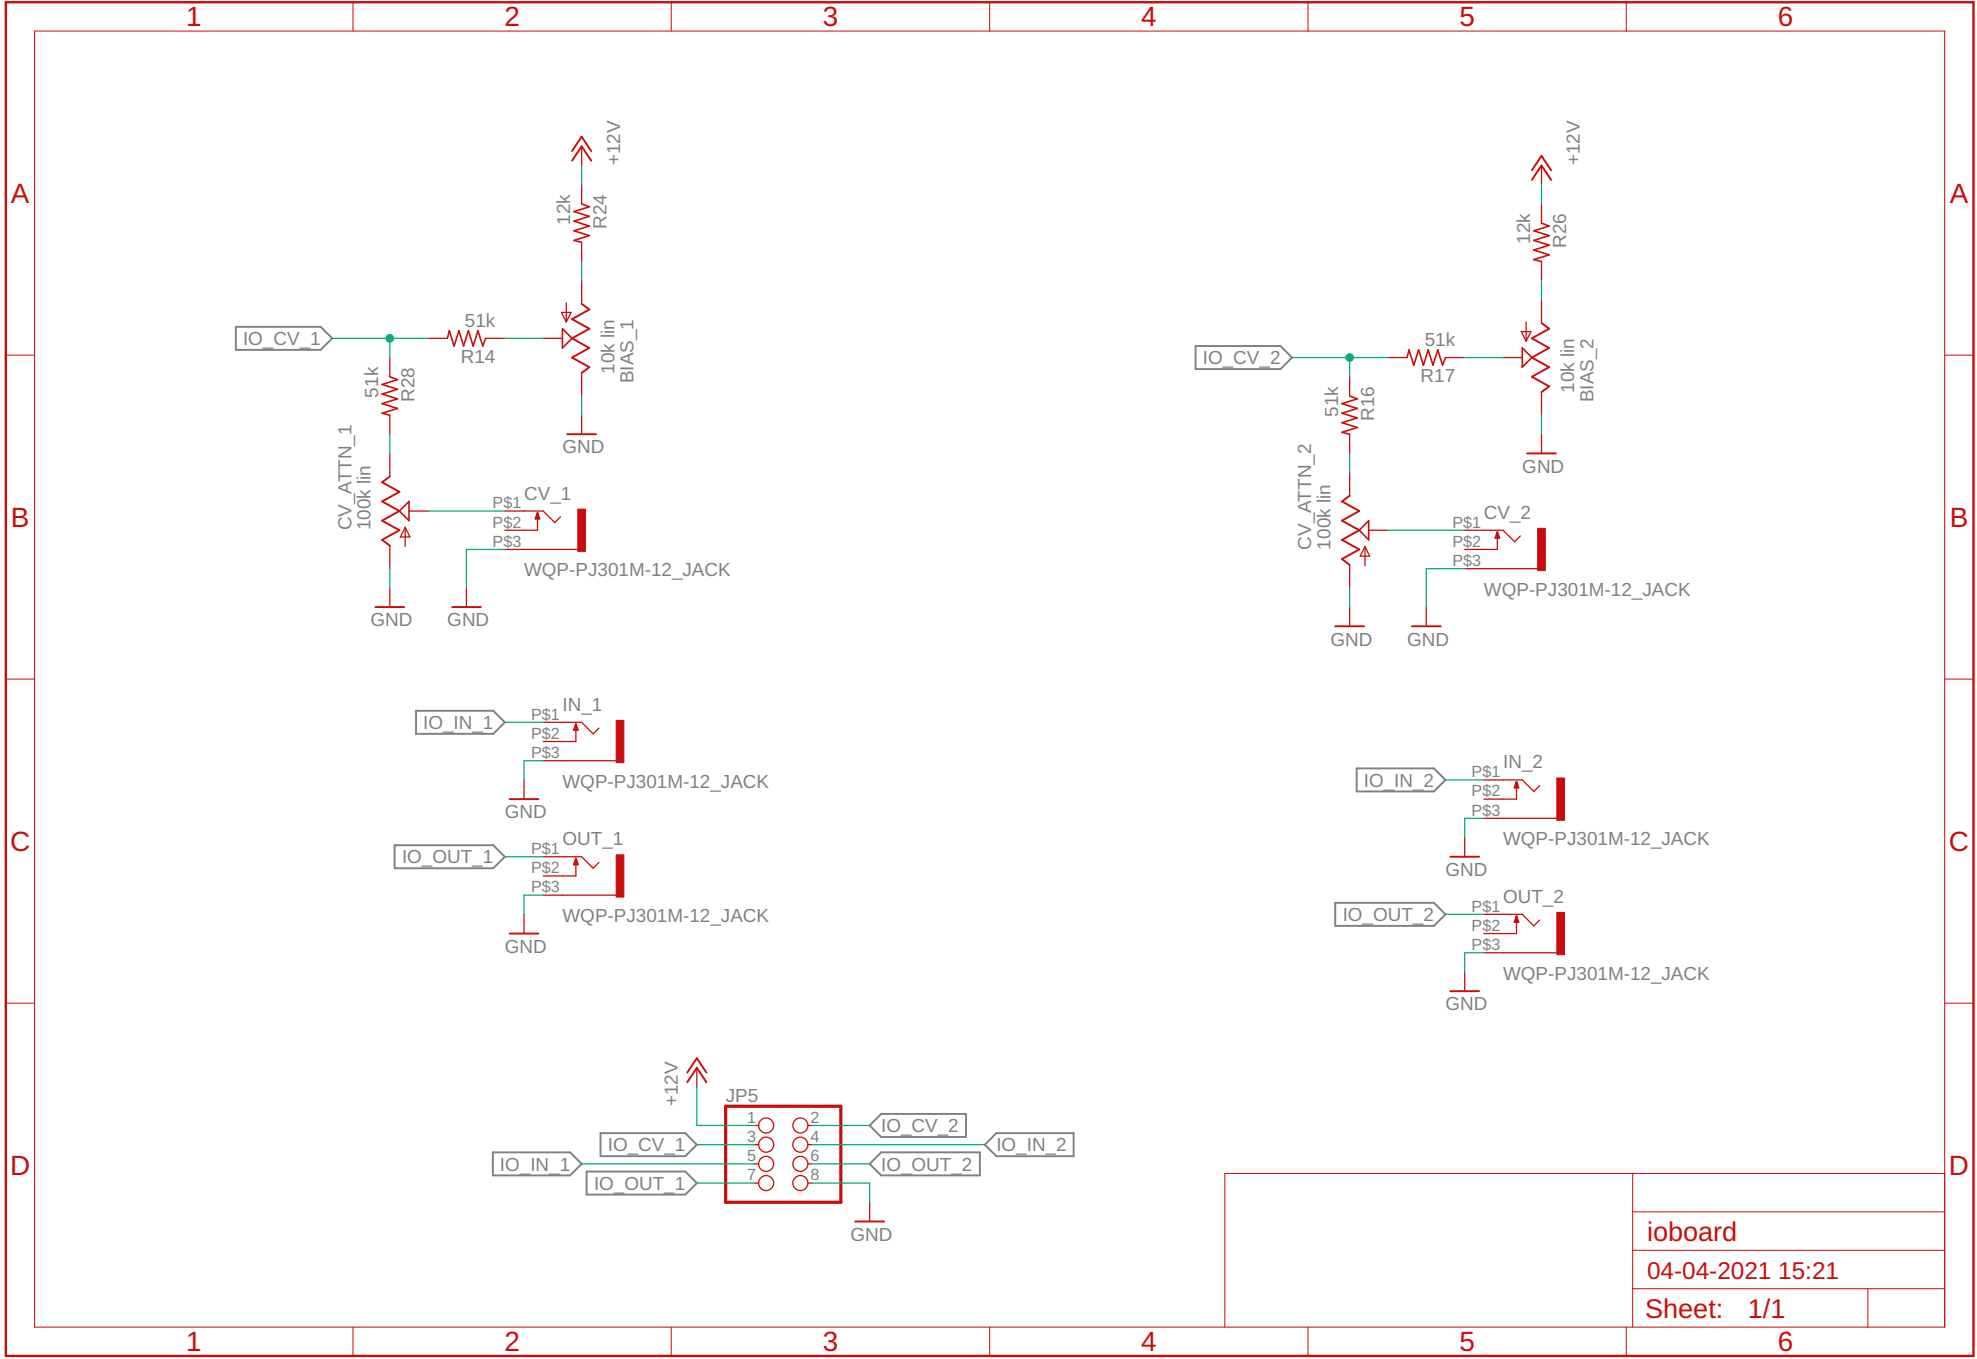 1 2 3 4 5 6
A A
+12V
12k
R24
IO_CV_1
51k
R14
10k lin
BIAS_1
GND
51k
R28
CV_ATTN_1
100k lin
P$1
P$2
P$3
CV_1
WQP-PJ301M-12_JACK
GND
GND
+12V
12k
R26
IO_CV_2
51k
R17
10k lin
BIAS_2
GND
51k
R16
CV_ATTN_2
100k lin
P$1
P$2
P$3
CV_2
WQP-PJ301M-12_JACK
GND
GND
B B
IO_IN_1
P$1
P$2
P$3
IN_1
WQP-PJ301M-12_JACK
GND
IO_OUT_1
P$1
P$2
P$3
OUT_1
WQP-PJ301M-12_JACK
GND
IO_IN_2
P$1
P$2
P$3
IN_2
WQP-PJ301M-12_JACK
GND
IO_OUT_2
P$1
P$2
P$3
OUT_2
WQP-PJ301M-12_JACK
GND
C C
+12V
JP5
1 2 IO_CV_2
IO_CV_1 3 4 IO_IN_2
IO_IN_1 5 6 IO_OUT_2
IO_OUT_1 7 8
GND
D D
ioboard
04-04-2021 15:21
Sheet: 1/1
1 2 3 4 5 6